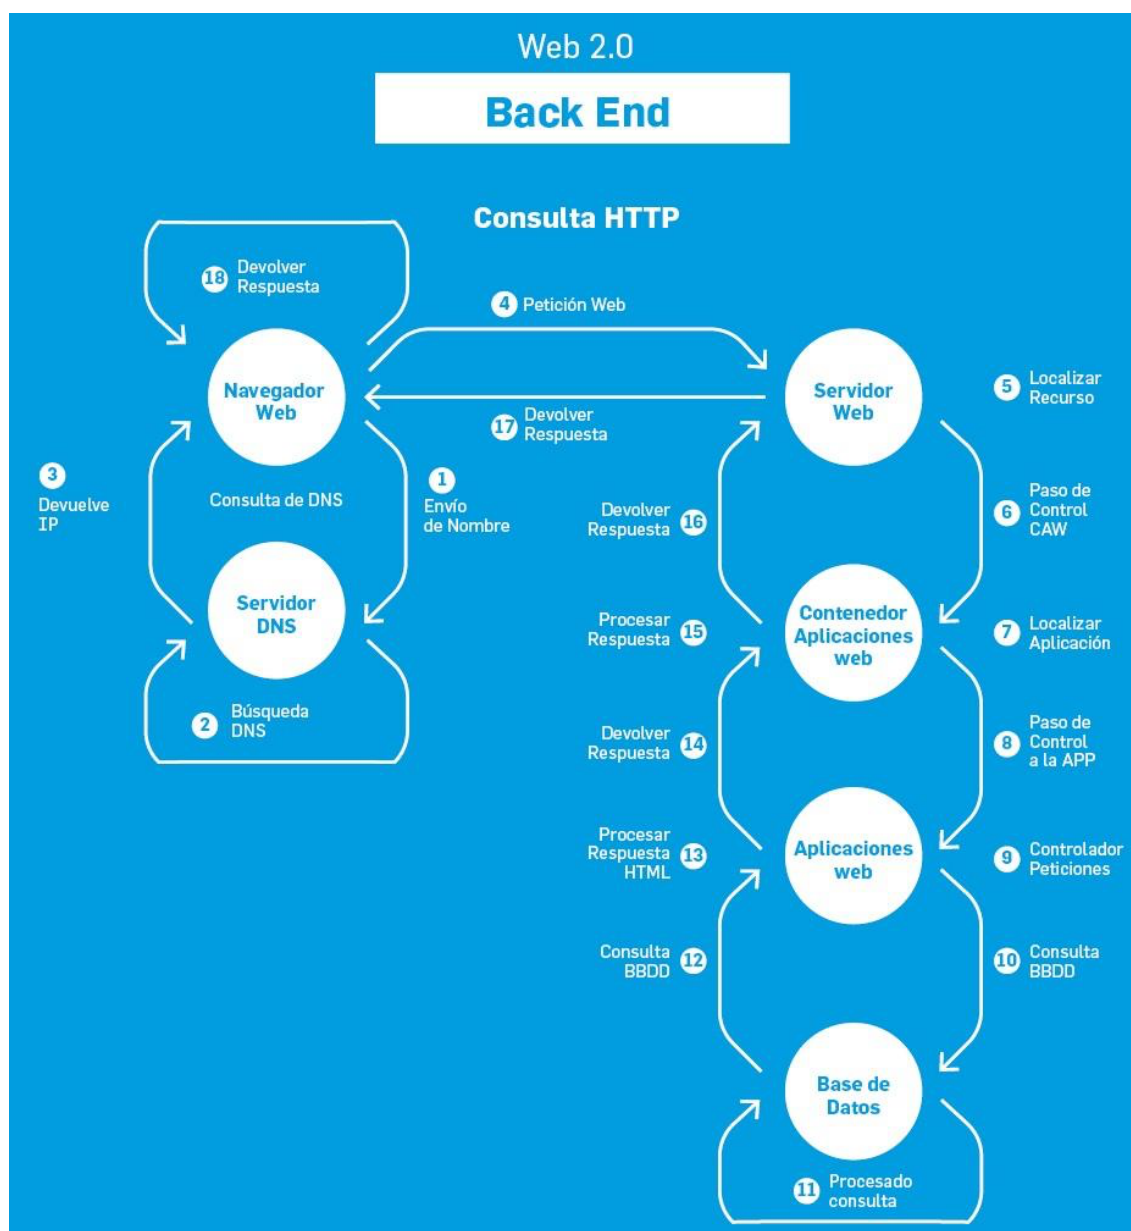 Web 2.0
Back End
Consulta HTTP
18 Devolver
Respuesta
4 Petición Web
Navegador
Web
Servidor
Web
5 Localizar
Recurso
17 Devolver
Respuesta
3
Devuelve
IP
Consulta de DNS
1
Envío
de Nombre
Devolver
Respuesta 16
6 Paso de
Control
CAW
Servidor
DNS
Procesar
Respuesta 15
Contenedor
Aplicaciones
web
7 Localizar
Aplicación
2 Búsqueda
DNS
Devolver
Respuesta 14
8 Paso de
Control
a la APP
Procesar
Respuesta 13
HTML
Aplicaciones
web
9 Controlador
Peticiones
Consulta
BBDD 12
10 Consulta
BBDD
Base de
Datos
11 Procesado
consulta